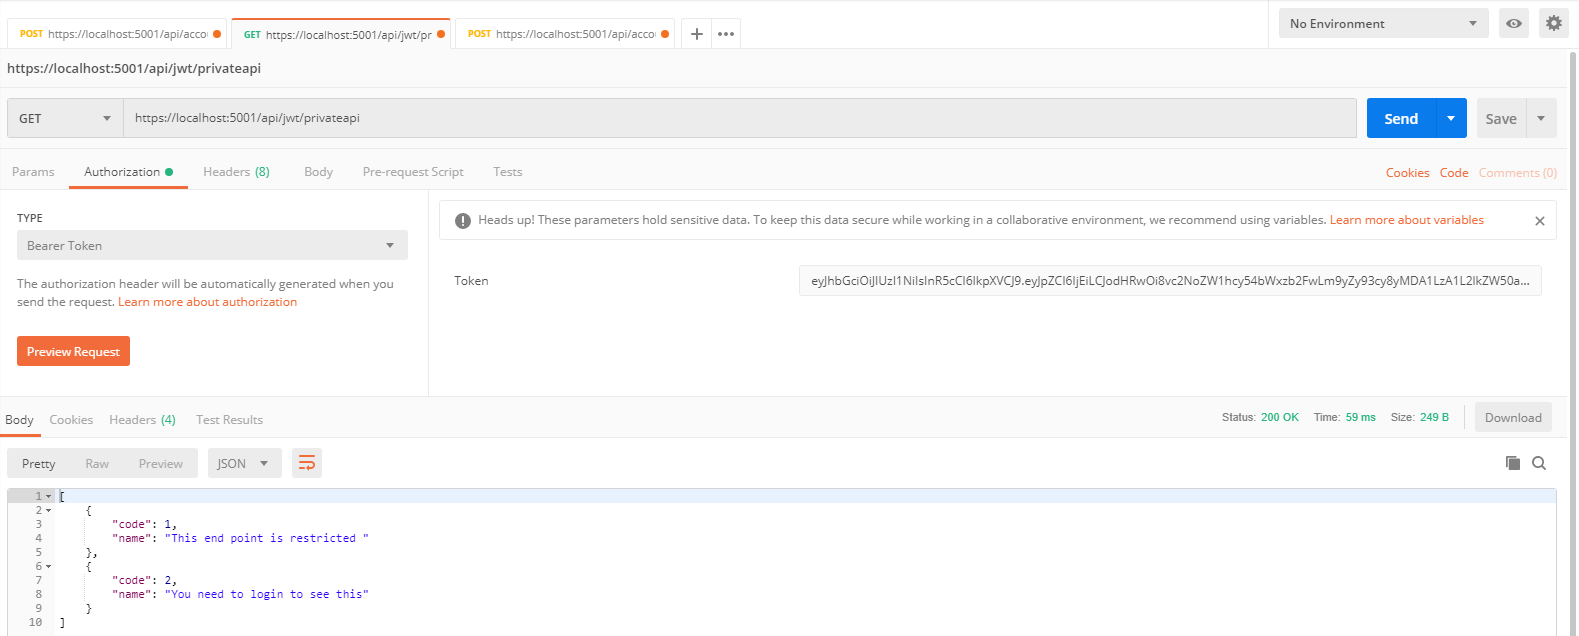 POST https://localhost:5001/api/acco
GET https://localhost:5001/api/jwt/pr
POST https://localhost:5001/api/acco
No Environment
https://localhost:5001/api/jwt/privateapi
GET https://localhost:5001/api/jwt/privateapi Send Save
Params Authorization Headers (8) Body Pre-request Script Tests Cookies Code Comments (0)
TYPE
Bearer Token
The authorization header will be automatically generated when you
send the request. Learn more about authorization
Preview Request
Heads up! These parameters hold sensitive data. To keep this data secure while working in a collaborative environment, we recommend using variables. Learn more about variables
Token eyJhbGciOiJIUzI1NiIsInR5cCI6IkpXVCJ9.eyJpZCI6IjEiLCJodHRwOi8vc2NoZW1hcy54bWxzb2FwLm9yZy93cy8yMDA1LzA1L2lkZW50a...
Body Cookies Headers (4) Test Results Status: 200 OK Time: 59 ms Size: 249 B Download
Pretty Raw Preview JSON
1 [
2 {
3 "code": 1,
4 "name": "This end point is restricted "
5 },
6 {
7 "code": 2,
8 "name": "You need to login to see this"
9 }
10 ]